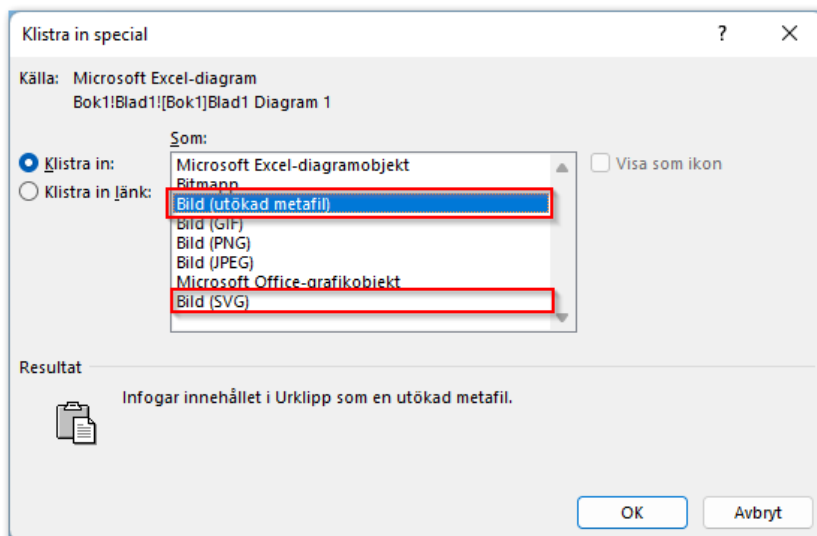 Klistra in special
Källa: Microsoft Excel-diagram
Bok1!Blad1![Bok1]Blad1 Diagram 1
Som:
Klistra in:
Klistra in länk:
Microsoft Excel-diagramobjekt
Bitmapp
Bild (utökad metafil)
Bild (GIF)
Bild (PNG)
Bild (JPEG)
Microsoft Office-grafikobjekt
Bild (SVG)
Visa som ikon
Resultat
Infogar innehållet i Urklipp som en utökad metafil.
OK
Avbryt